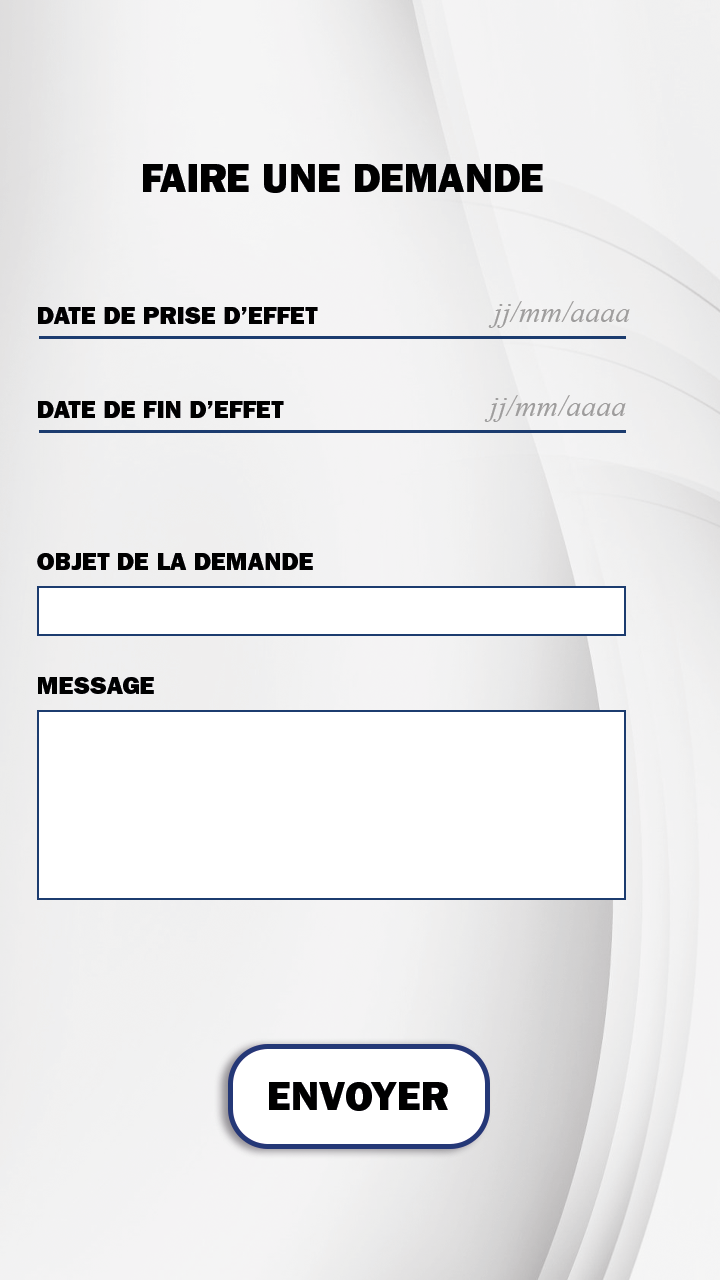 FAIRE UNE DEMANDE
DATE DE PRISE D’EFFET jj/mm/aaaa
DATE DE FIN D’EFFET jj/mm/aaaa
OBJET DE LA DEMANDE
MESSAGE
ENVOYER